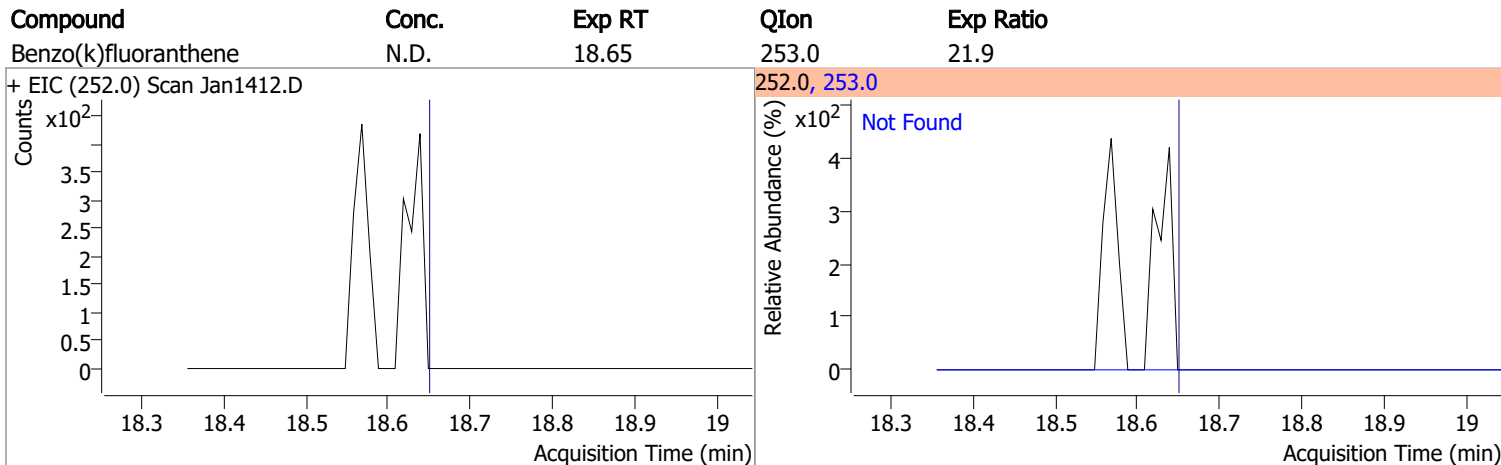 Compound Conc. Exp RT QIon Exp Ratio
Benzo(k)fluoranthene N.D. 18.65 253.0 21.9
+ EIC (252.0) Scan Jan1412.D
Counts
x10²
3.5
3
2.5
2
1.5
1
0.5
0
18.3 18.4 18.5 18.6 18.7 18.8 18.9 19
Acquisition Time (min)
252.0, 253.0
Relative Abundance (%)
x10²
Not Found
4
3
2
1
0
18.3 18.4 18.5 18.6 18.7 18.8 18.9 19
Acquisition Time (min)